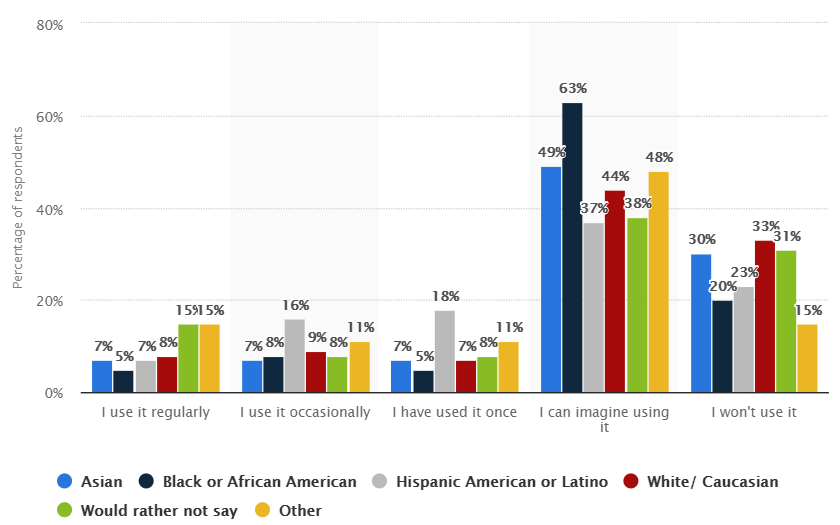 80%
60%
40%
20%
0%
Percentage of respondents
7% 5% 7% 8% 15% 15%
7% 8% 16% 9% 8% 11%
7% 5% 18% 7% 8% 11%
49% 63% 37% 44% 38% 48%
30% 20% 23% 33% 31% 15%
I use it regularly
I use it occasionally
I have used it once
I can imagine using
it
I won't use it
Asian
Black or African American
Hispanic American or Latino
White/ Caucasian
Would rather not say
Other